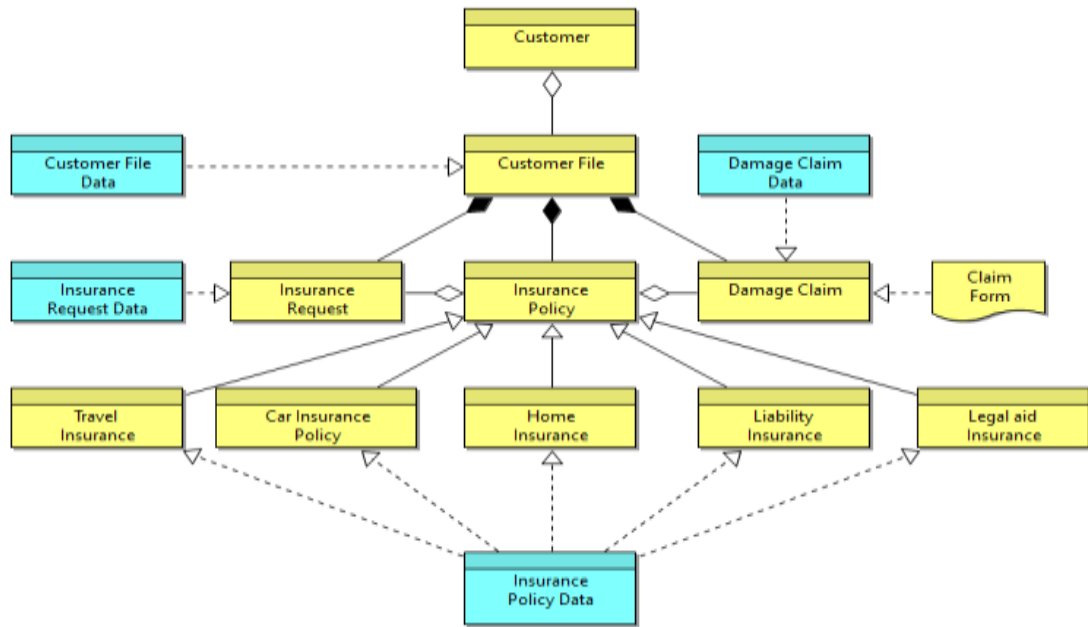 Customer
Customer File
Data
Customer File
Damage Claim
Data
Insurance
Request Data
Insurance
Request
Insurance
Policy
Damage Claim
Claim
Form
Travel
Insurance
Car Insurance
Policy
Home
Insurance
Liability
Insurance
Legal aid
Insurance
Insurance
Policy Data